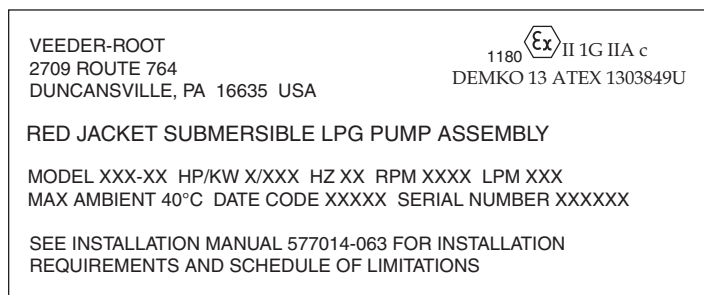 VEEDER-ROOT
2709 ROUTE 764
DUNCANSVILLE, PA 16635 USA
1180 Ex II 1G IIA c
DEMKO 13 ATEX 1303849U
RED JACKET SUBMERSIBLE LPG PUMP ASSEMBLY
MODEL XXX-XX HP/KW X/XXX HZ XX RPM XXXX LPM XXX
MAX AMBIENT 40°C DATE CODE XXXXX SERIAL NUMBER XXXXXX
SEE INSTALLATION MANUAL 577014-063 FOR INSTALLATION
REQUIREMENTS AND SCHEDULE OF LIMITATIONS